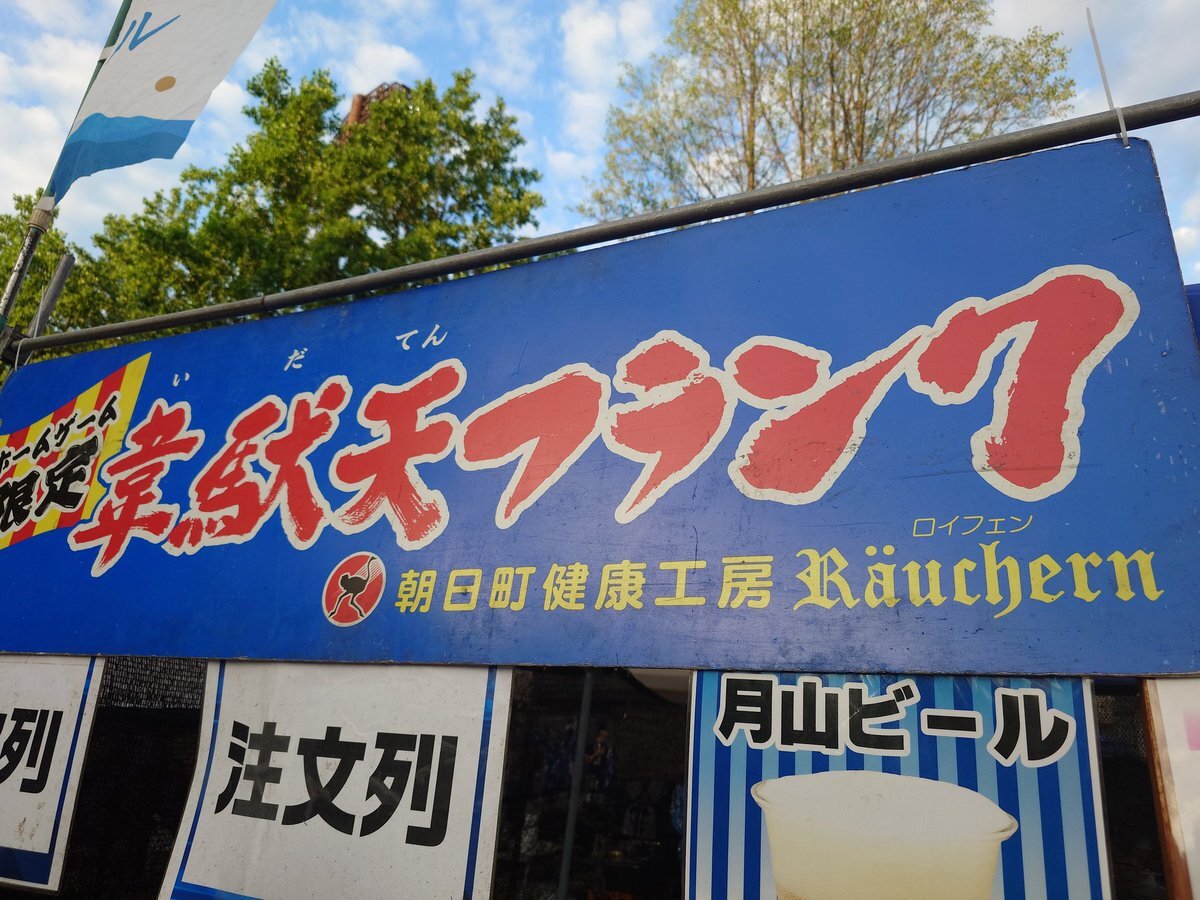 ル
いだてん
ホームゲーム
限定
韋駄天フランク
ロイフェン
朝日町健康工房 Räuchern
列
注文列
月山ビール